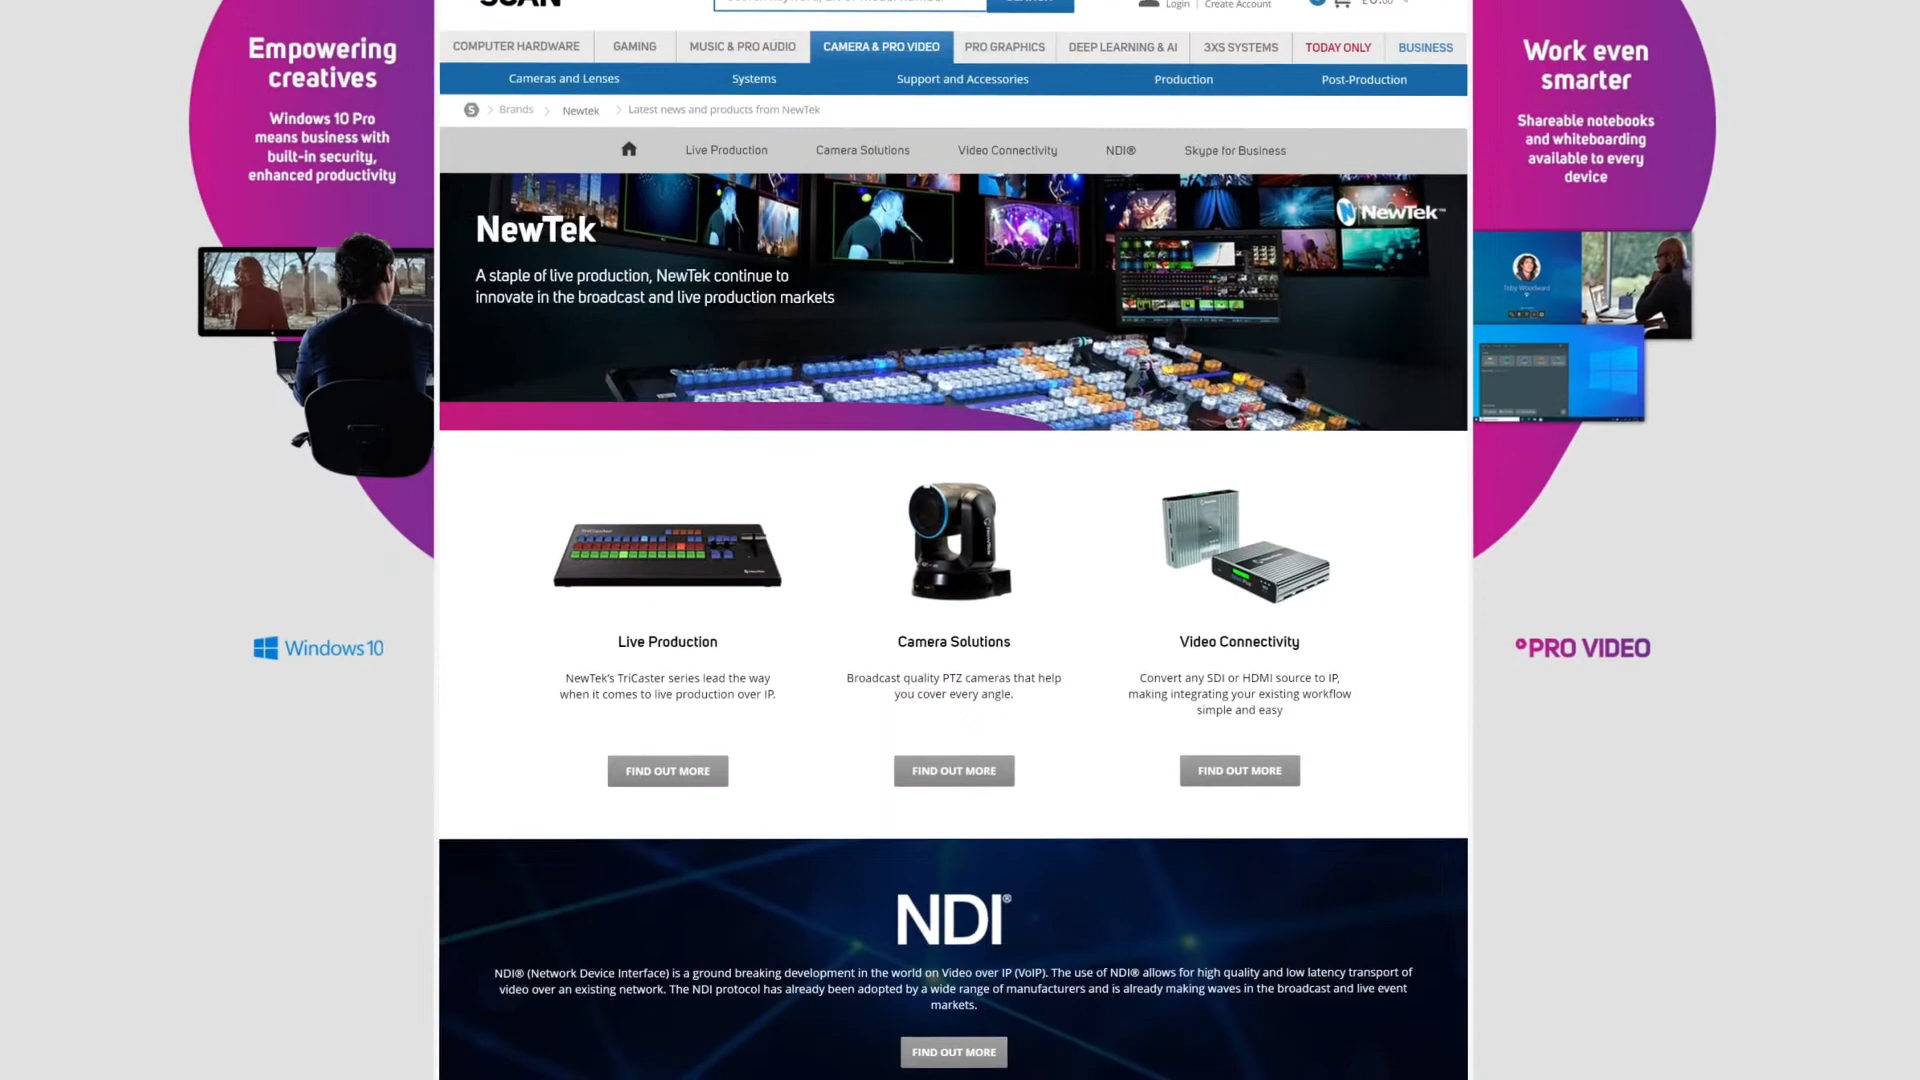 SCAN
SEARCH
Login | Create Account
COMPUTER HARDWARE
GAMING
MUSIC & PRO AUDIO
CAMERA & PRO VIDEO
PRO GRAPHICS
DEEP LEARNING & AI
3XS SYSTEMS
TODAY ONLY
BUSINESS
Cameras and Lenses
Systems
Support and Accessories
Production
Post-Production
S > Brands > Newtek > Latest news and products from NewTek
Live Production
Camera Solutions
Video Connectivity
NDI®
Skype for Business
Empowering
creatives
Windows 10 Pro
means business with
built-in security,
enhanced productivity
Windows 10
NewTek
A staple of live production, NewTek continue to
innovate in the broadcast and live production markets
NewTek™
Work even
smarter
Shareable notebooks
and whiteboarding
available to every
device
Toby Woodward
PRO VIDEO
Live Production
NewTek's TriCaster series lead the way
when it comes to live production over IP.
FIND OUT MORE
Camera Solutions
Broadcast quality PTZ cameras that help
you cover every angle.
FIND OUT MORE
Video Connectivity
Convert any SDI or HDMI source to IP,
making integrating your existing workflow
simple and easy
FIND OUT MORE
NDI®
NDI® (Network Device Interface) is a ground breaking development in the world on Video over IP (VoIP). The use of NDI® allows for high quality and low latency transport of
video over an existing network. The NDI protocol has already been adopted by a wide range of manufacturers and is already making waves in the broadcast and live event
markets.
FIND OUT MORE